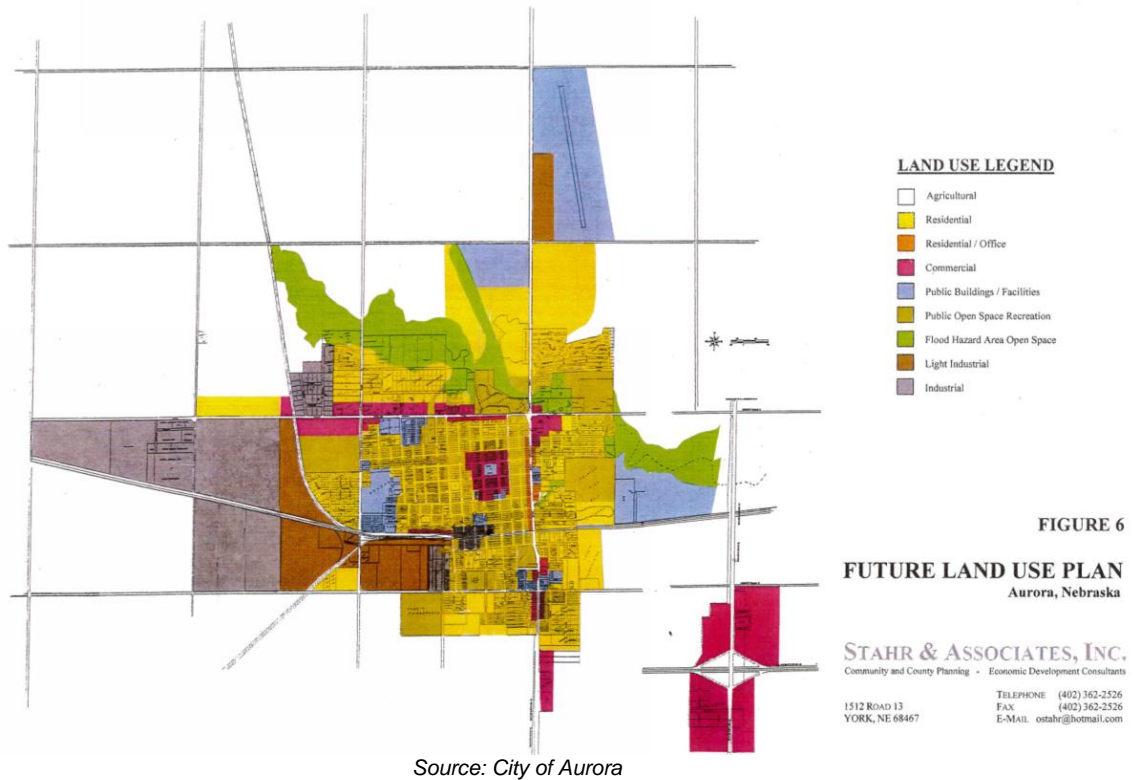 LAND USE LEGEND
Agricultural
Residential
Residential / Office
Commercial
Public Buildings / Facilities
Public Open Space Recreation
Flood Hazard Area Open Space
Light Industrial
Industrial
FIGURE 6
FUTURE LAND USE PLAN
Aurora, Nebraska
STAHR & ASSOCIATES, INC.
Community and County Planning - Economic Development Consultants
1512 ROAD 13
YORK, NE 68467
TELEPHONE (402) 362-2526
FAX (402) 362-2526
E-MAIL ostahr@hotmail.com
Source: City of Aurora